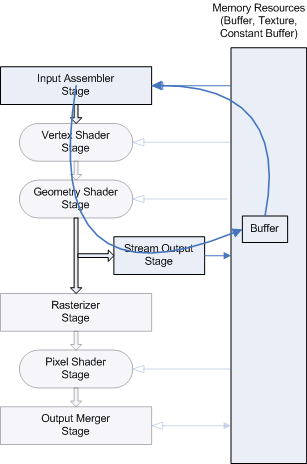 Memory Resources
(Buffer, Texture,
Constant Buffer)
Input Assembler
Stage
Vertex Shader
Stage
Geometry Shader
Stage
Buffer
Stream Output
Stage
Rasterizer
Stage
Pixel Shader
Stage
Output Merger
Stage